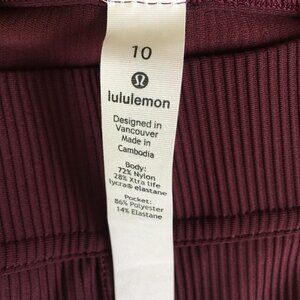 10
lululemon
Designed in
Vancouver
Made in
Cambodia
Body:
72% Nylon
28% Xtra life
lycra® elastane
Pocket:
86% Polyester
14% Elastane